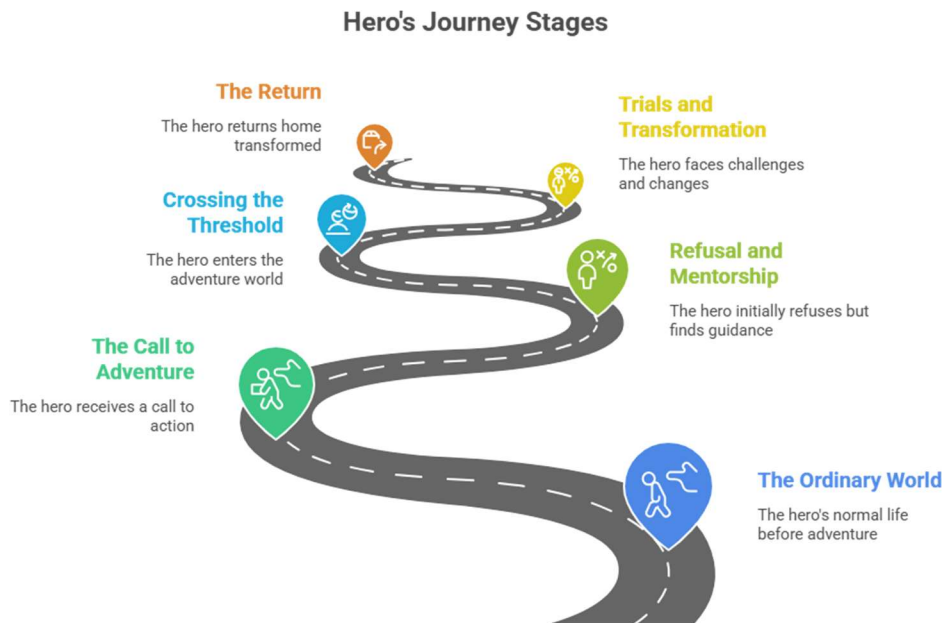 Hero's Journey Stages
The Return
The hero returns home
transformed
Trials and
Transformation
The hero faces challenges
and changes
Crossing the
Threshold
The hero enters the
adventure world
Refusal and
Mentorship
The hero initially refuses but
finds guidance
The Call to
Adventure
The hero receives a call to
action
The Ordinary World
The hero's normal life
before adventure